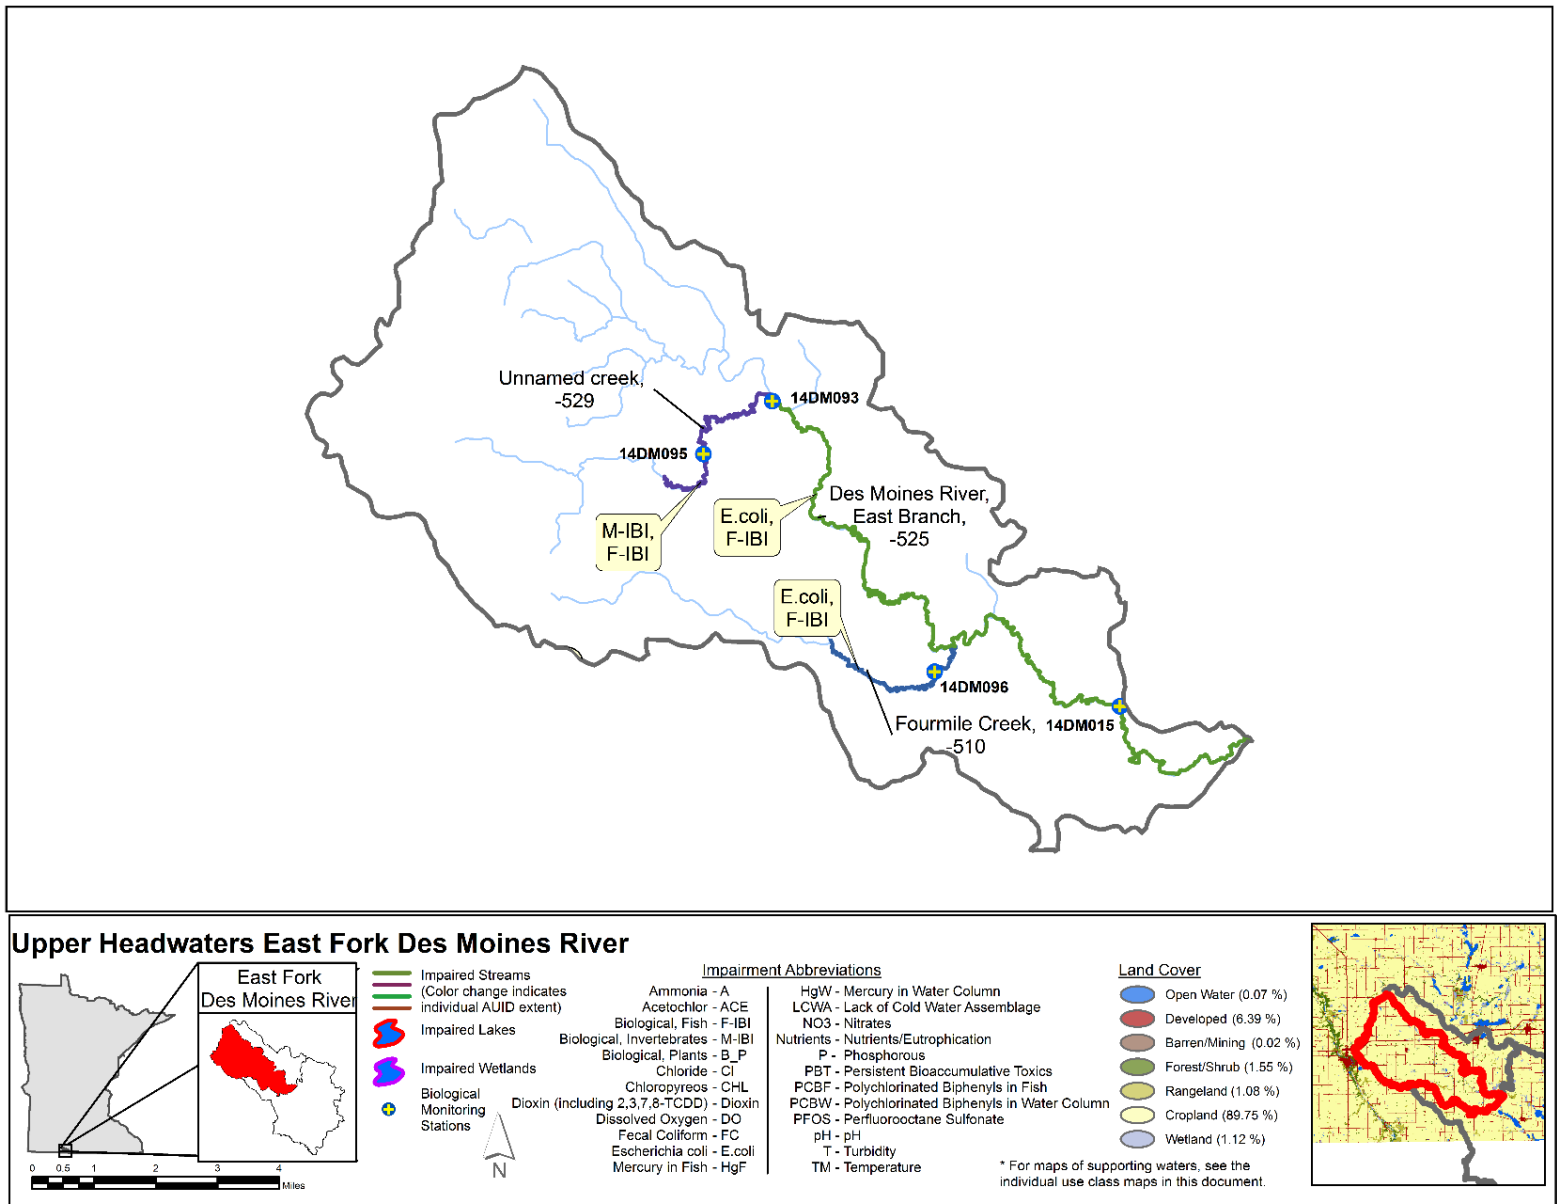 Unnamed creek,
-529
14DM093
14DM095
Des Moines River,
East Branch,
-525
M-IBI,
F-IBI
E.coli,
F-IBI
E.coli,
F-IBI
14DM096
Fourmile Creek,
-510
14DM015
Upper Headwaters East Fork Des Moines River
East Fork
Des Moines River
0 0.5 1 2 3 4
Miles
Impaired Streams
(Color change indicates
individual AUID extent)
Impaired Lakes
Impaired Wetlands
Biological
Monitoring
Stations
N
Impairment Abbreviations
Ammonia - A
Acetochlor - ACE
Biological, Fish - F-IBI
Biological, Invertebrates - M-IBI
Biological, Plants - B_P
Chloride - Cl
Chloropyreos - CHL
Dioxin (including 2,3,7,8-TCDD) - Dioxin
Dissolved Oxygen - DO
Fecal Coliform - FC
Escherichia coli - E.coli
Mercury in Fish - HgF
HgW - Mercury in Water Column
LCWA - Lack of Cold Water Assemblage
NO3 - Nitrates
Nutrients - Nutrients/Eutrophication
P - Phosphorous
PBT - Persistent Bioaccumulative Toxics
PCBF - Polychlorinated Biphenyls in Fish
PCBW - Polychlorinated Biphenyls in Water Column
PFOS - Perfluorooctane Sulfonate
pH - pH
T - Turbidity
TM - Temperature
Land Cover
Open Water (0.07 %)
Developed (6.39 %)
Barren/Mining (0.02 %)
Forest/Shrub (1.55 %)
Rangeland (1.08 %)
Cropland (89.75 %)
Wetland (1.12 %)
* For maps of supporting waters, see the
individual use class maps in this document.